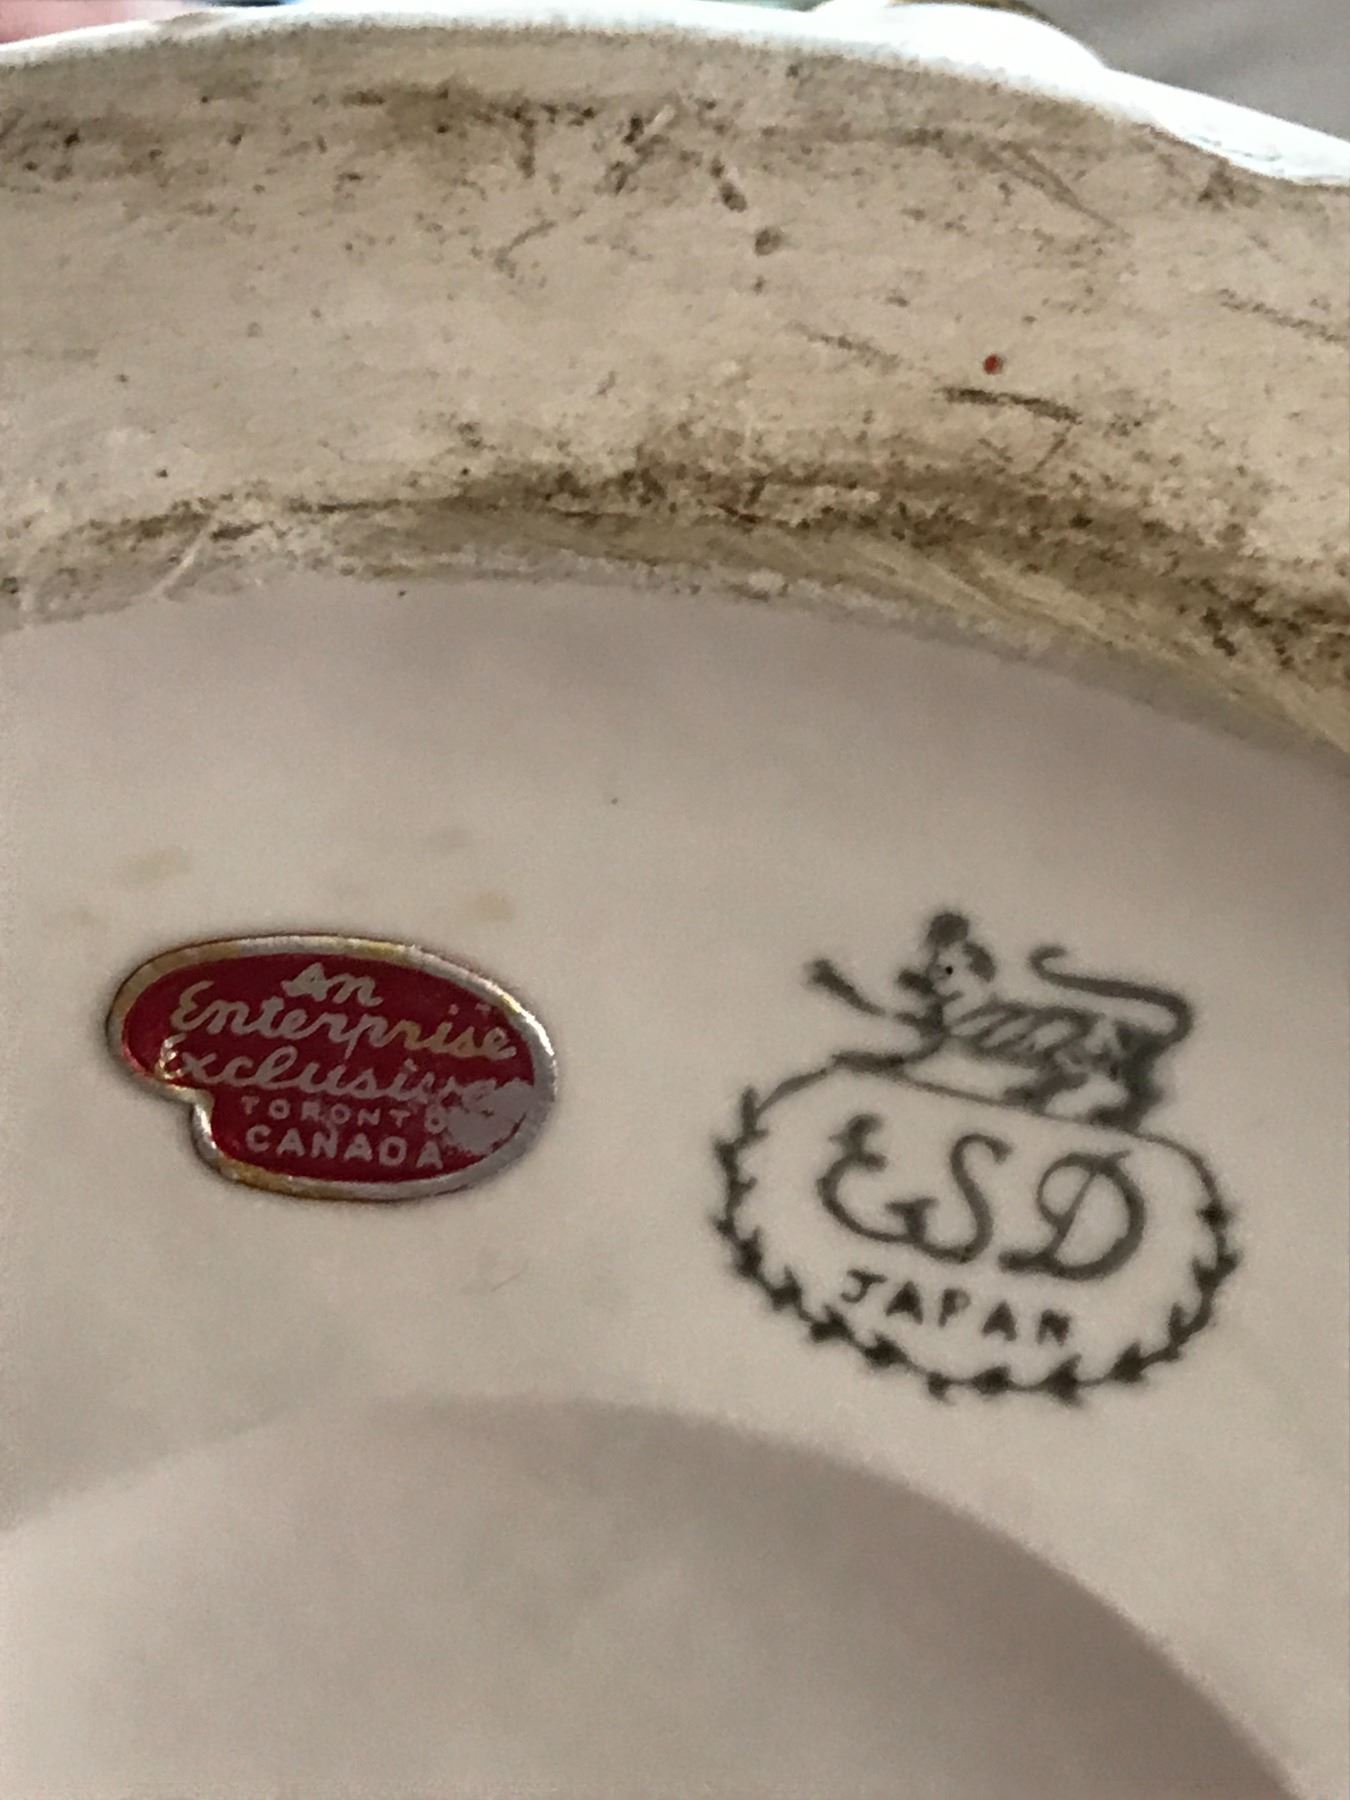 An
Enterprise
Exclusive
TORONTO
CANADA
ESD
JAPAN